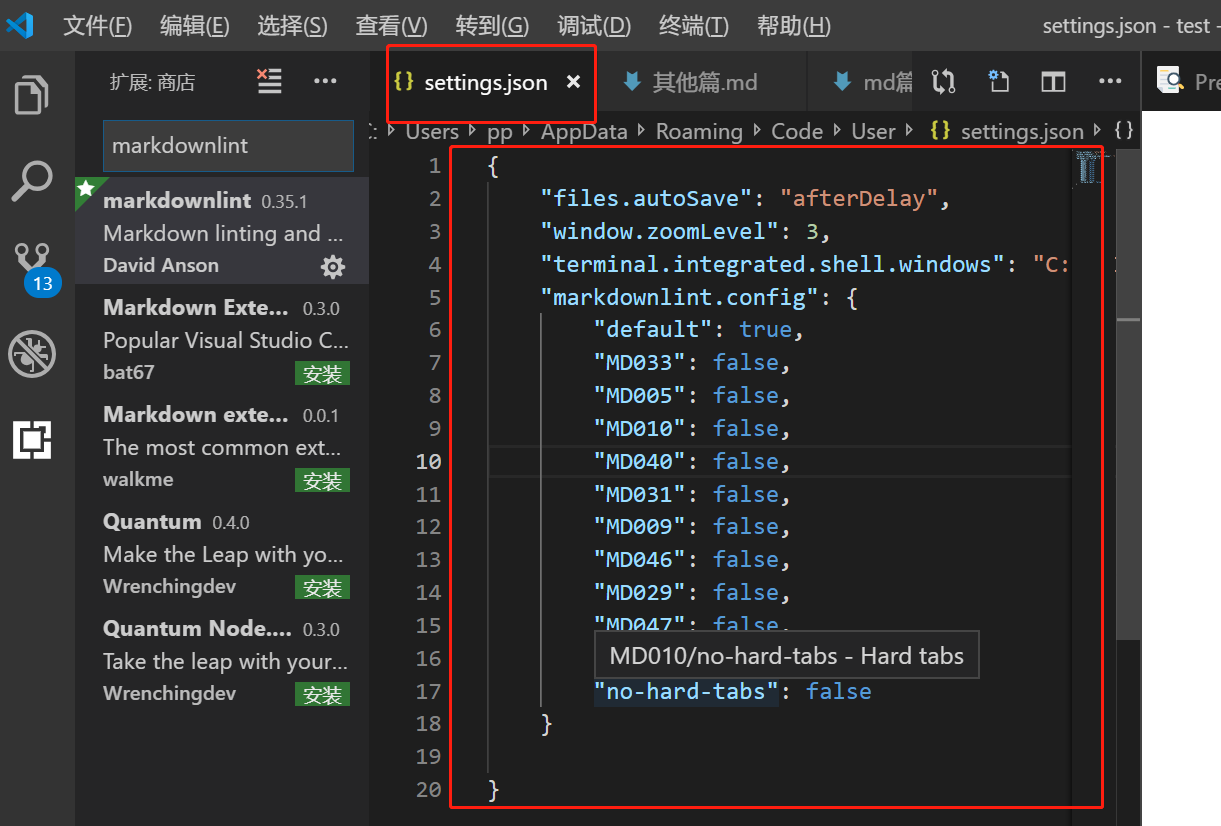 文件(F) 编辑(E) 选择(S) 查看(V) 转到(G) 调试(D) 终端(T) 帮助(H) settings.json - test -
扩展: 商店
markdownlint
markdownlint 0.35.1
Markdown linting and ...
David Anson
13
Markdown Exte... 0.3.0
Popular Visual Studio C...
bat67 安装
Markdown exte... 0.0.1
The most common ext...
walkme 安装
Quantum 0.4.0
Make the Leap with yo...
Wrenchingdev 安装
Quantum Node.... 0.3.0
Take the leap with your...
Wrenchingdev 安装
{} settings.json × 其他篇.md md篇 Pre
Users > pp > AppData > Roaming > Code > User > {} settings.json > {}
1 {
2 "files.autoSave": "afterDelay",
3 "window.zoomLevel": 3,
4 "terminal.integrated.shell.windows": "C:
5 "markdownlint.config": {
6 "default": true,
7 "MD033": false,
8 "MD005": false,
9 "MD010": false,
10 "MD040": false,
11 "MD031": false,
12 "MD009": false,
13 "MD046": false,
14 "MD029": false,
15 "MD047": false,
16 MD010/no-hard-tabs - Hard tabs
17 "no-hard-tabs": false
18 }
19
20 }